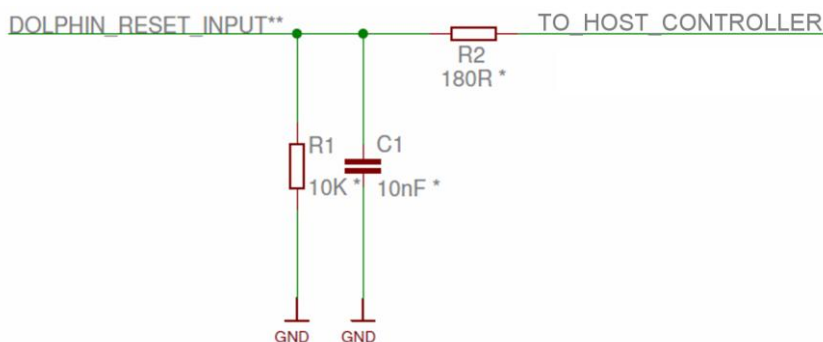 DOLPHIN_RESET_INPUT**
TO_HOST_CONTROLLER
R2
180R *
R1
10K *
C1
10nF *
GND
GND